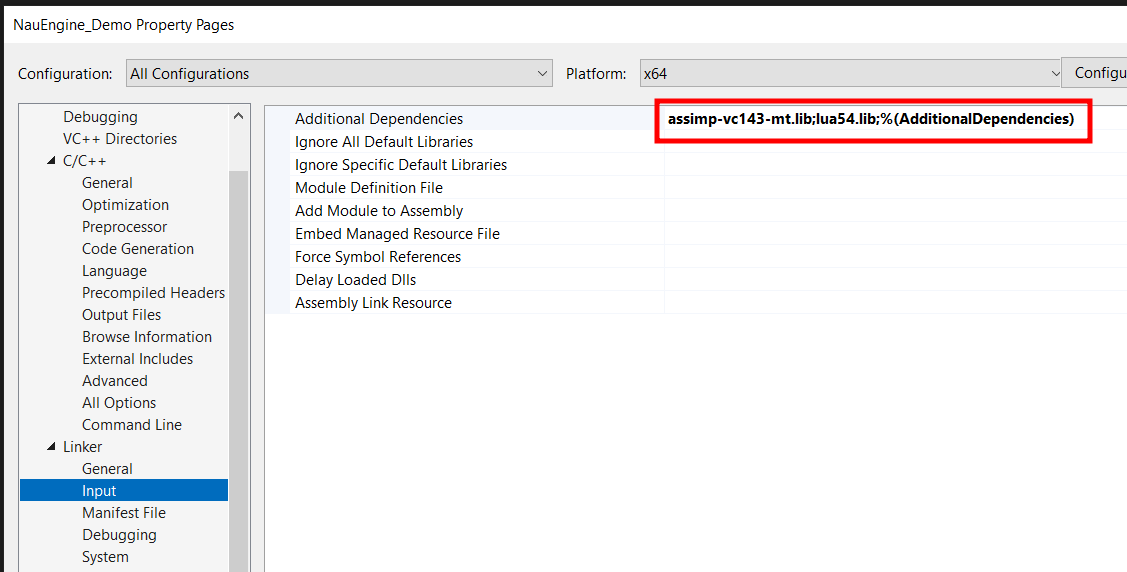 NauEngine_Demo Property Pages
Configuration: All Configurations Platform: x64 Configu
Debugging
VC++ Directories
C/C++
General
Optimization
Preprocessor
Code Generation
Language
Precompiled Headers
Output Files
Browse Information
External Includes
Advanced
All Options
Command Line
Linker
General
Input
Manifest File
Debugging
System
Additional Dependencies assimp-vc143-mt.lib;lua54.lib;%(AdditionalDependencies)
Ignore All Default Libraries
Ignore Specific Default Libraries
Module Definition File
Add Module to Assembly
Embed Managed Resource File
Force Symbol References
Delay Loaded Dlls
Assembly Link Resource